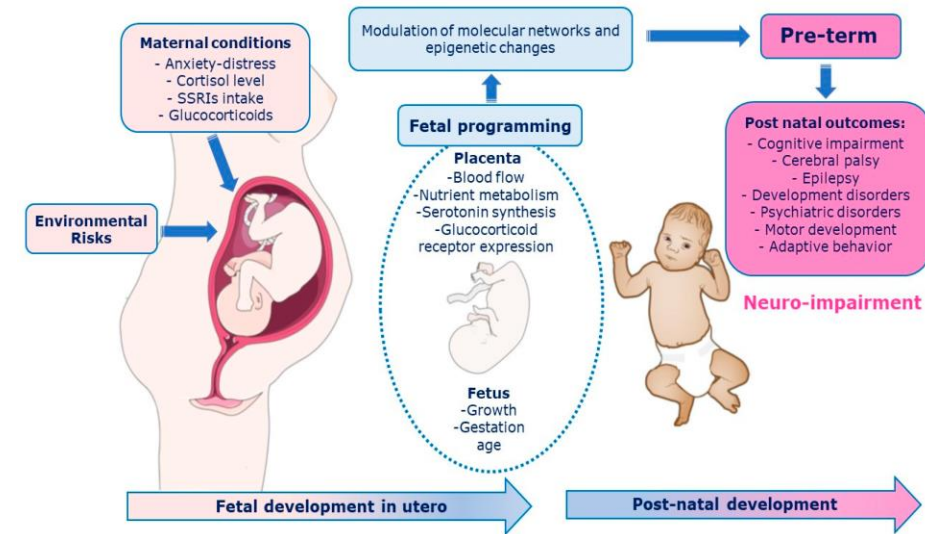 Maternal conditions
- Anxiety-distress
- Cortisol level
- SSRIs intake
- Glucocorticoids
Environmental
Risks
Modulation of molecular networks and
epigenetic changes
Fetal programming
Placenta
-Blood flow
-Nutrient metabolism
-Serotonin synthesis
-Glucocorticoid
receptor expression
Fetus
-Growth
-Gestation
age
Pre-term
Post natal outcomes:
- Cognitive impairment
- Cerebral palsy
- Epilepsy
- Development disorders
- Psychiatric disorders
- Motor development
- Adaptive behavior
Neuro-impairment
Fetal development in utero
Post-natal development